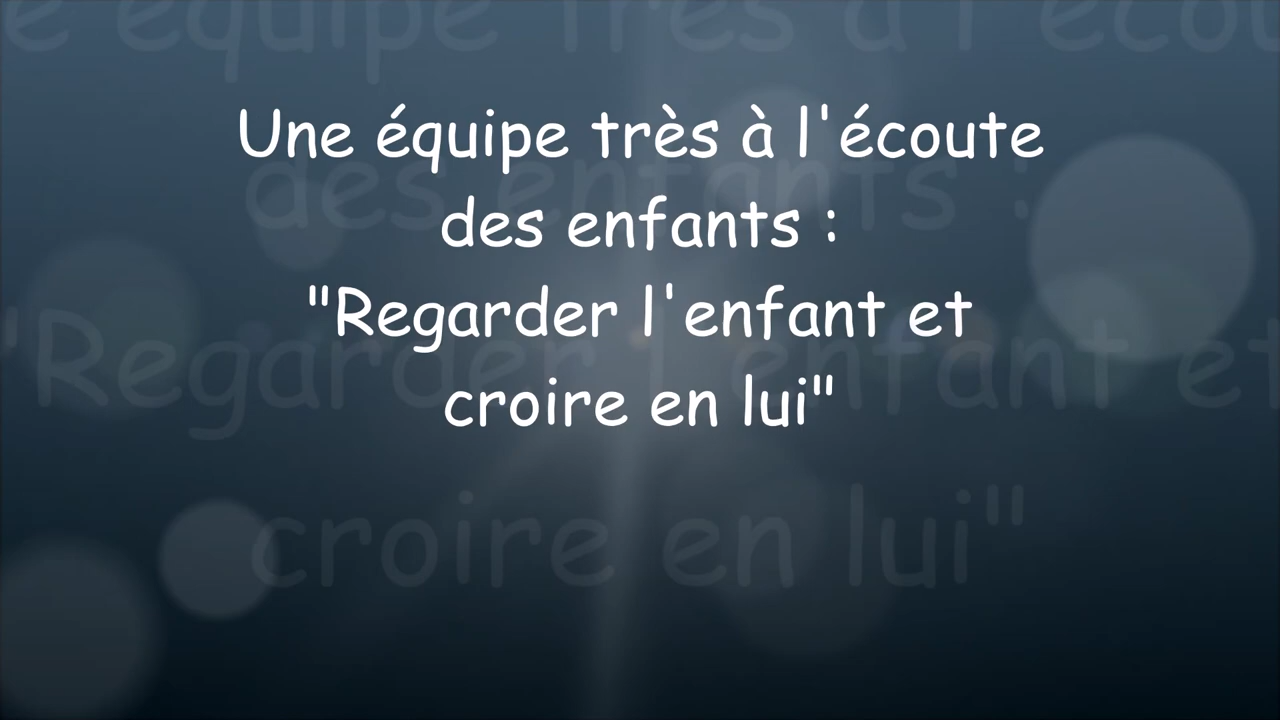 Une équipe très à l'écoute
des enfants :
"Regarder l'enfant et
croire en lui"